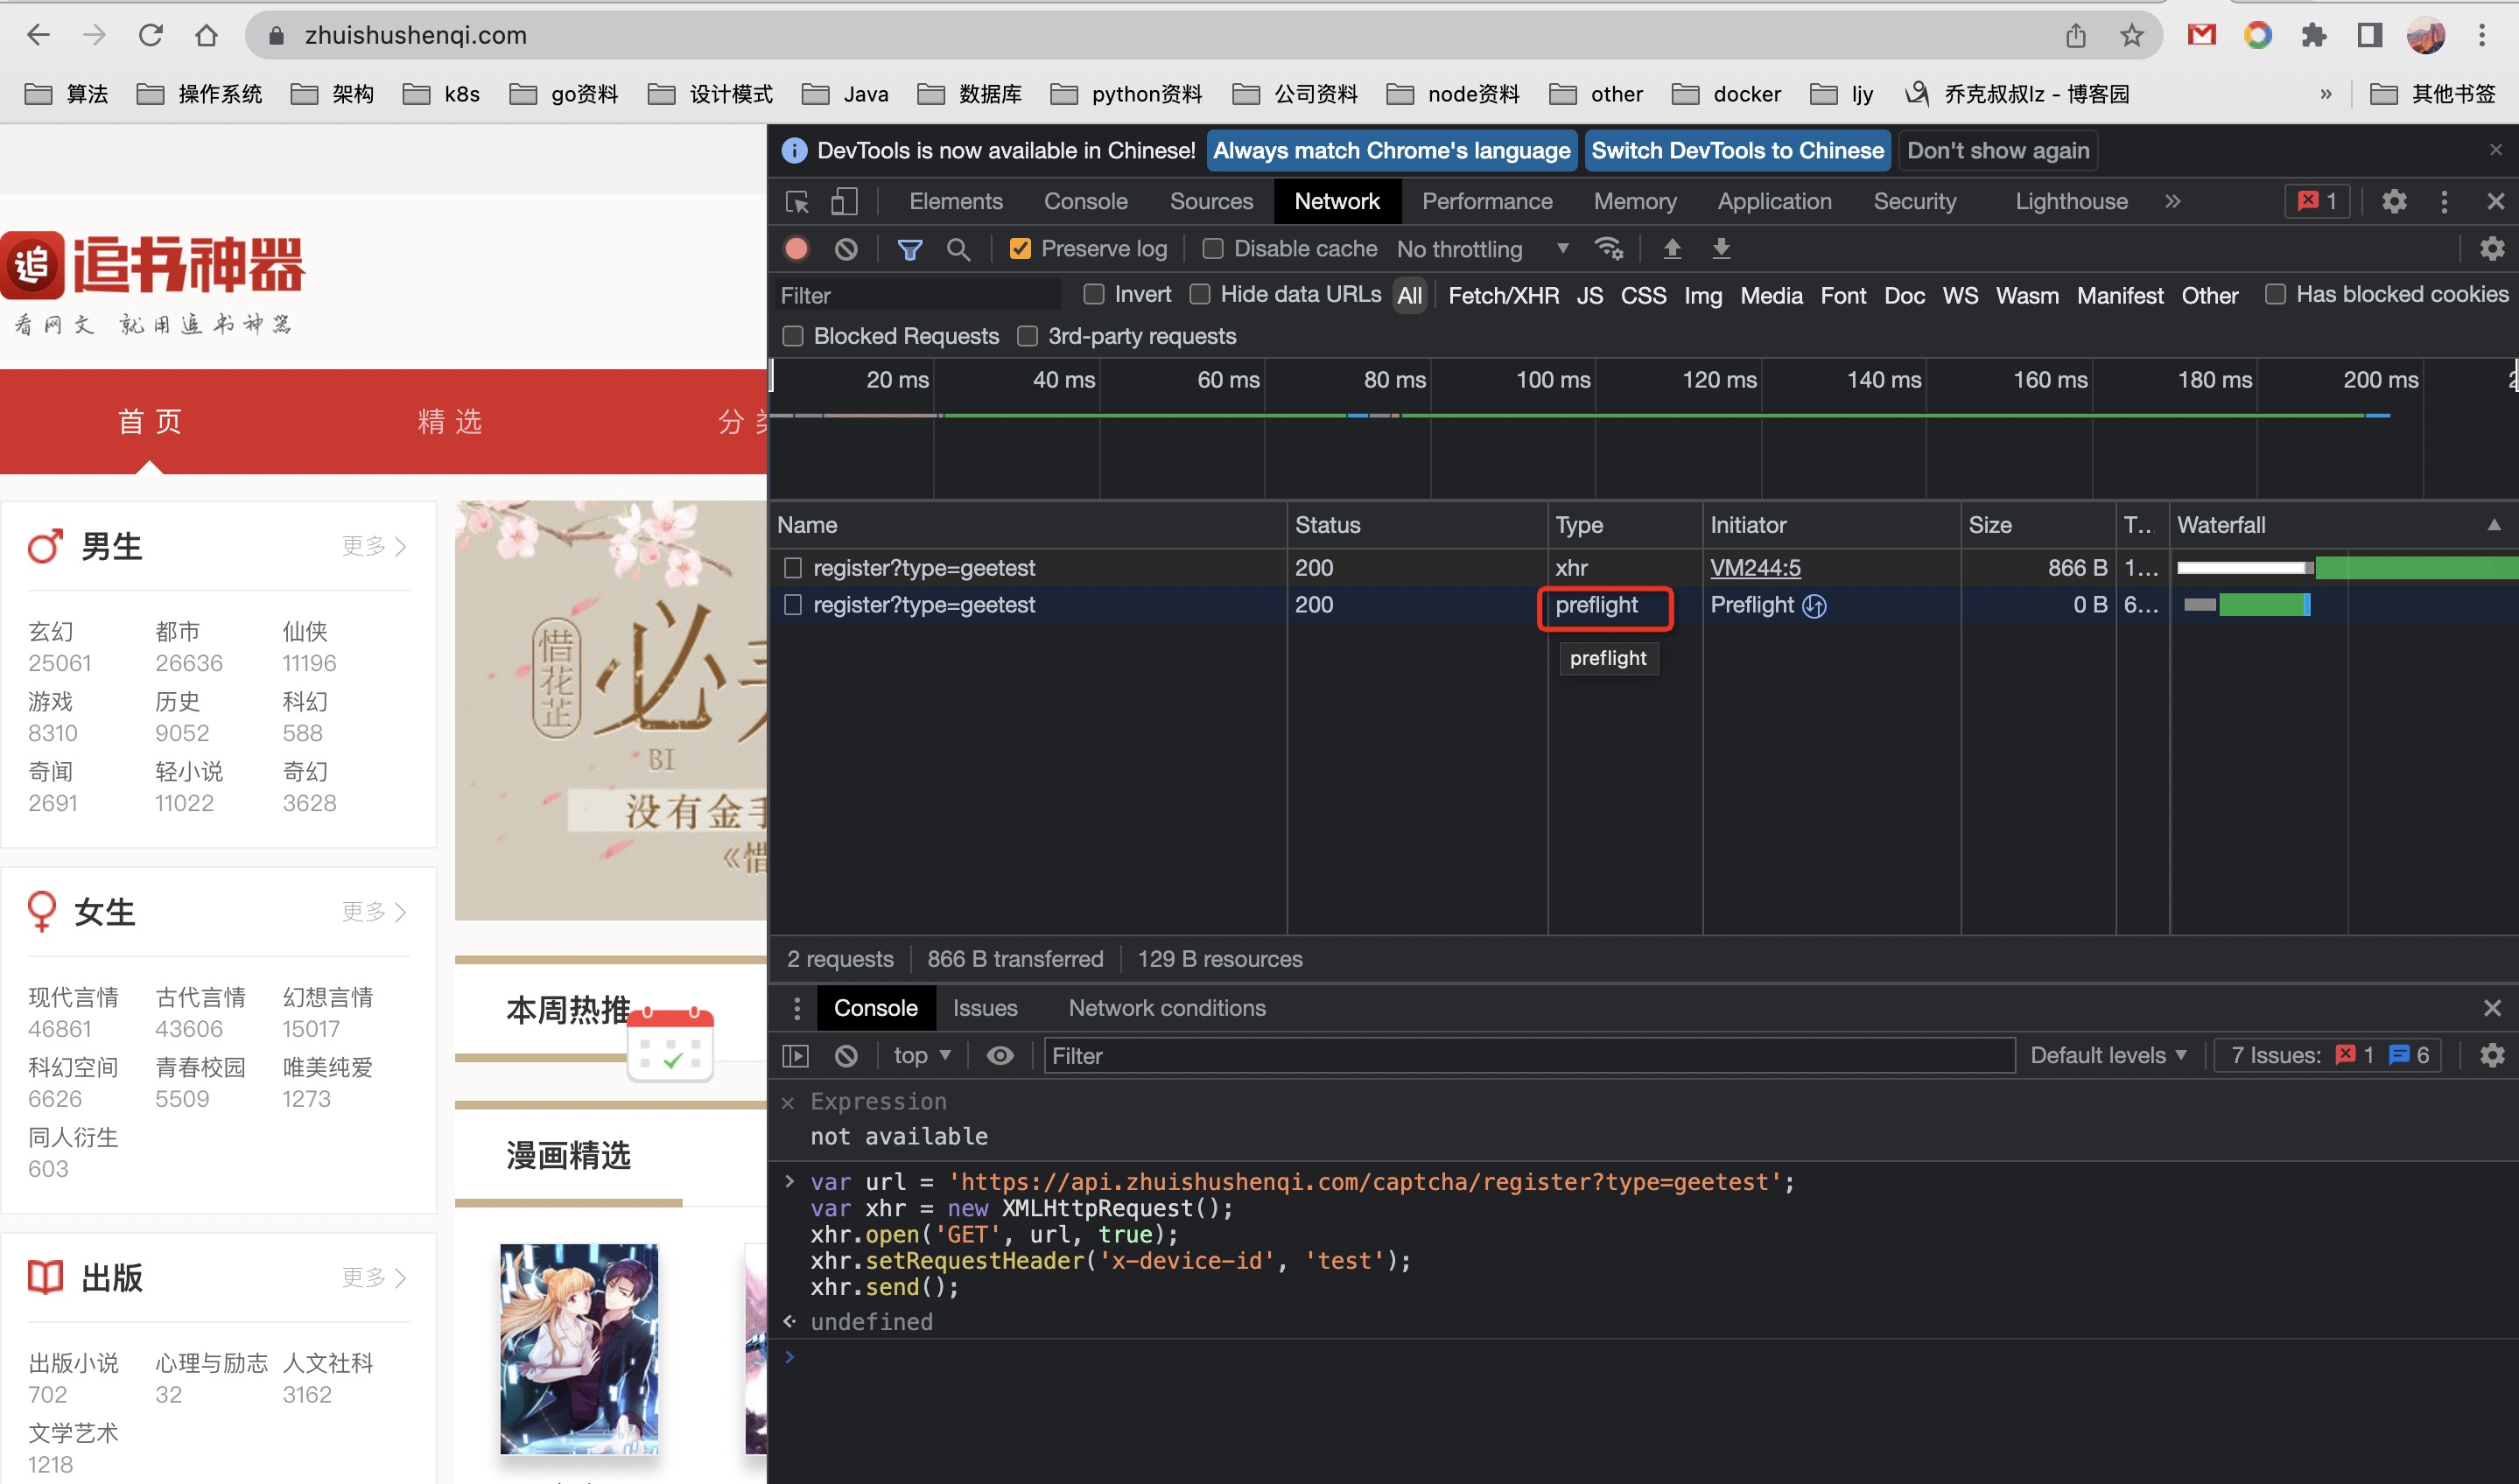 zhuishushenqi.com
算法 操作系统 架构 k8s go资料 设计模式 Java 数据库 python资料 公司资料 node资料 other docker ljy 乔克叔叔lz - 博客园 » 其他书签
DevTools is now available in Chinese! Always match Chrome's language Switch DevTools to Chinese Don't show again
Elements Console Sources Network Performance Memory Application Security Lighthouse » 1
Preserve log Disable cache No throttling
Filter Invert Hide data URLs All Fetch/XHR JS CSS Img Media Font Doc WS Wasm Manifest Other Has blocked cookies
Blocked Requests 3rd-party requests
20 ms 40 ms 60 ms 80 ms 100 ms 120 ms 140 ms 160 ms 180 ms 200 ms
Name Status Type Initiator Size T... Waterfall
register?type=geetest 200 xhr VM244:5 866 B 1...
register?type=geetest 200 preflight Preflight 0 B 6...
preflight
2 requests 866 B transferred 129 B resources
Console Issues Network conditions
top Filter Default levels 7 Issues: 1 6
Expression
not available
var url = 'https://api.zhuishushenqi.com/captcha/register?type=geetest';
var xhr = new XMLHttpRequest();
xhr.open('GET', url, true);
xhr.setRequestHeader('x-device-id', 'test');
xhr.send();
undefined
追 追书神器
看网文 就用追书神器
首页 精选 分
男生 更多
玄幻 都市 仙侠
25061 26636 11196
游戏 历史 科幻
8310 9052 588
奇闻 轻小说 奇幻
2691 11022 3628
女生 更多
现代言情 古代言情 幻想言情
46861 43606 15017
科幻空间 青春校园 唯美纯爱
6626 5509 1273
同人衍生
603
出版 更多
出版小说 心理与励志 人文社科
702 32 3162
文学艺术
1218
惜花芷
必
BI
没有金手
《惜
本周热推
漫画精选